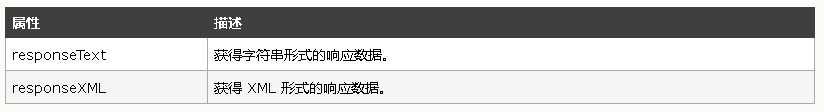 属性 描述
responseText 获得字符串形式的响应数据。
responseXML 获得 XML 形式的响应数据。